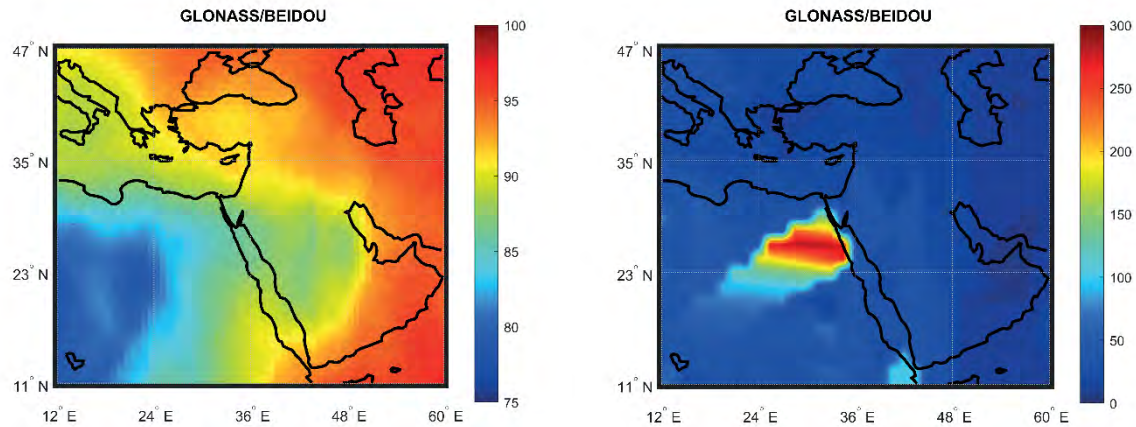 GLONASS/BEIDOU
47° N
35° N
23° N
11° N
12° E
24° E
36° E
48° E
60° E
100
95
90
85
80
75
GLONASS/BEIDOU
47° N
35° N
23° N
11° N
12° E
24° E
36° E
48° E
60° E
300
250
200
150
100
50
0